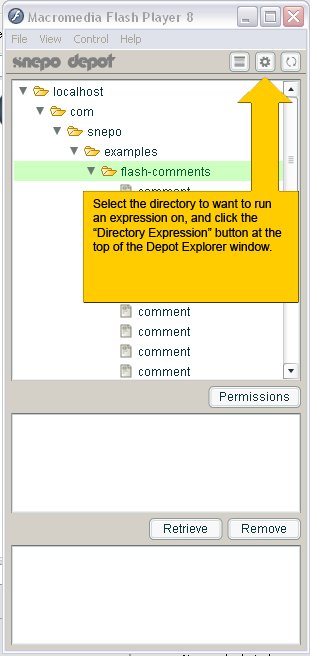 Macromedia Flash Player 8
File View Control Help
snepo depot
localhost
com
snepo
examples
flash-comments
Select the directory to want to run
an expression on, and click the
“Directory Expression” button at the
top of the Depot Explorer window.
comment
comment
comment
comment
Permissions
Retrieve Remove